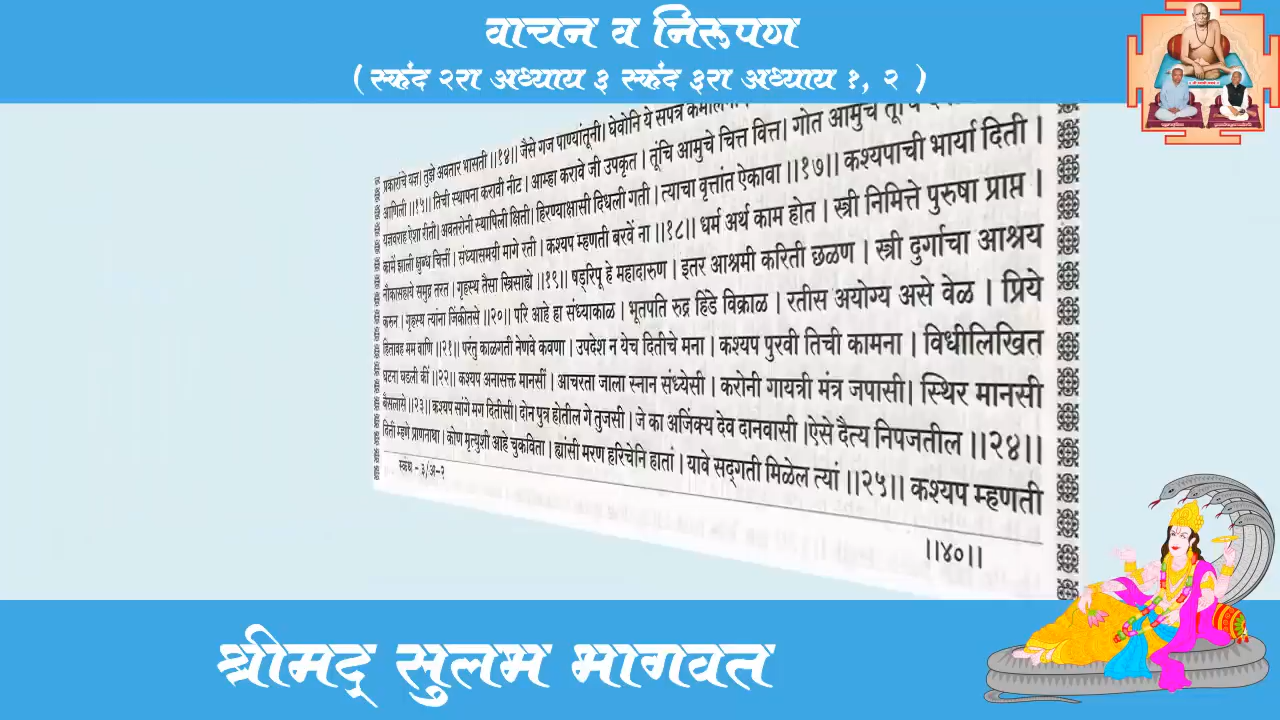 वाचन व निरूपण
( स्कंद २रा अध्याय ३ स्कंद ३रा अध्याय १, २ )
प्रकारांचे बसा तुझे अवतार भासती ॥१४॥ जैसे गज पाण्यांतूनी। घेवोनि ये सपत्र
आणिली ॥१५॥ तिची स्थापना करावी नीट । आम्हा करावे जी उपकृत । तूंचि आमुचे चित्त वित्त। गोत आमुचे तूंचि
यज्ञवराह ऐशा रीती। अवतरोनी स्थापिली क्षिती। हिरण्याक्षासी दिधली गती । त्याचा वृत्तांत ऐकावा ॥१७॥ कश्यपाची भार्या दिती ।
कामें झाली क्षुब्ध चित्तीं । संध्यासमयी मागे रती । कश्यप म्हणती बरवें ना ॥१८॥ धर्म अर्थ काम होत । स्त्री निमित्ते पुरुषा प्राप्त ।
नौकासहाये समुद्र तरत । गृहस्थ तैसा स्त्रिसाह्ये ॥१९॥ षड्‌रिपू हे महादारुण । इतर आश्रमी करिती छळण । स्त्री दुर्गाचा आश्रय
करुन । गृहस्थ त्यांना जिंकीतसे ॥२०॥ परि आहे हा संध्याकाळ । भूतपति रुद्र हिंडे विक्राळ । रतीस अयोग्य असे वेळ । प्रिये
हितावह मम वाणि ॥२१॥ परंतु काळगती नेणवे कवणा । उपदेश न येच दितीचे मना । कश्यप पुरवी तिची कामना । विधीलिखित
घटना घडली कीं ॥२२॥ कश्यप अनासक्त मानसीं । आचरता जाला स्नान संध्येसी । करोनी गायत्री मंत्र जपासी। स्थिर मानसी
बैसलासे ॥२३॥ कश्यप सांगे मग दितीसी। दोन पुत्र होतील गे तुजसी । जे का अजिंक्य देव दानवासी ।ऐसे दैत्य निपजतील ॥२४॥
दिती म्हणे प्राणनाथा । कोण मृत्युशी आहे चुकविता । ह्यांसी मरण हरिचेनि हातां । यावे सद्‌गती मिळेल त्यां ॥२५॥ कश्यप म्हणती
स्कंध - ३/अ-२
॥४०॥
श्रीमद् सुलभ भागवत